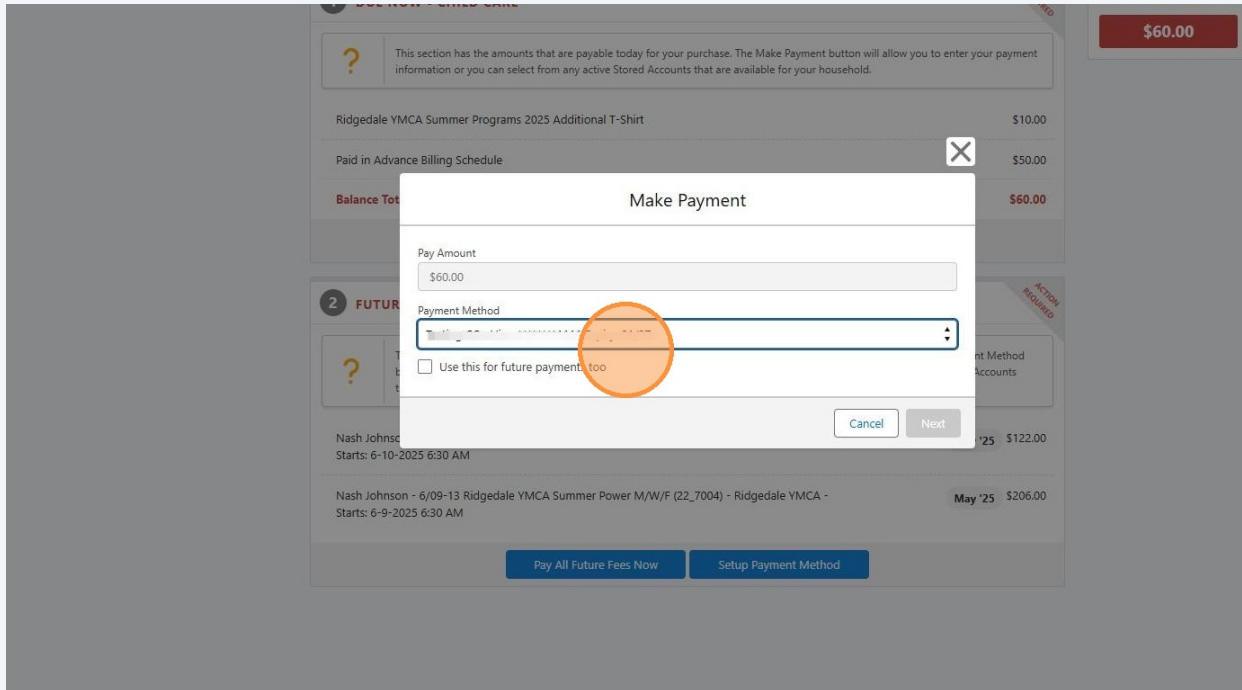 1 DUE NOW - CHILD CARE
$60.00
This section has the amounts that are payable today for your purchase. The Make Payment button will allow you to enter your payment
information or you can select from any active Stored Accounts that are available for your household.
Ridgedale YMCA Summer Programs 2025 Additional T-Shirt $10.00
Paid in Advance Billing Schedule $50.00
Balance Tot $60.00
Make Payment
Pay Amount
$60.00
Payment Method
Use this for future payments too
Cancel Next
2 FUTUR
ACTION
REQUIRED
nt Method
Accounts
Nash Johnso '25 $122.00
Starts: 6-10-2025 6:30 AM
Nash Johnson - 6/09-13 Ridgedale YMCA Summer Power M/W/F (22_7004) - Ridgedale YMCA - May '25 $206.00
Starts: 6-9-2025 6:30 AM
Pay All Future Fees Now Setup Payment Method